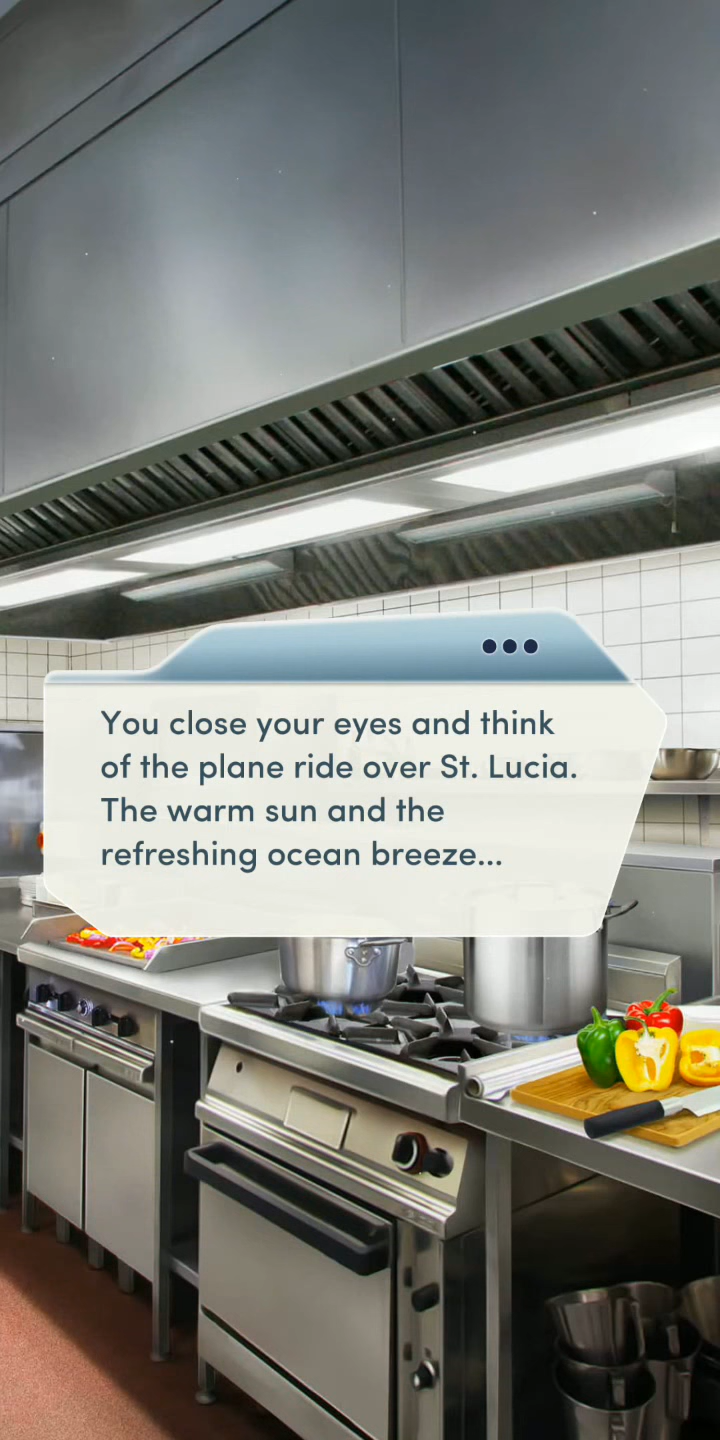 You close your eyes and think
of the plane ride over St. Lucia.
The warm sun and the
refreshing ocean breeze...